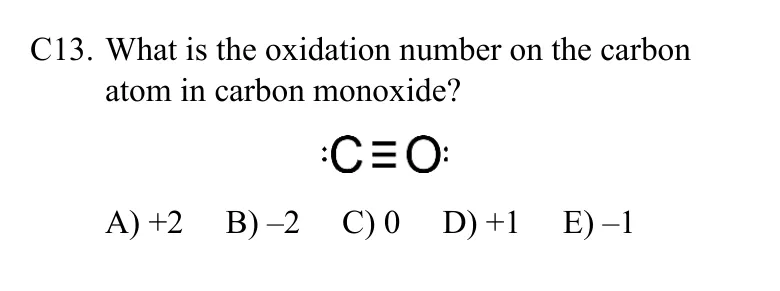 C13. What is the oxidation number on the carbon
atom in carbon monoxide?
:C≡O:
A) +2 B) –2 C) 0 D) +1 E) –1